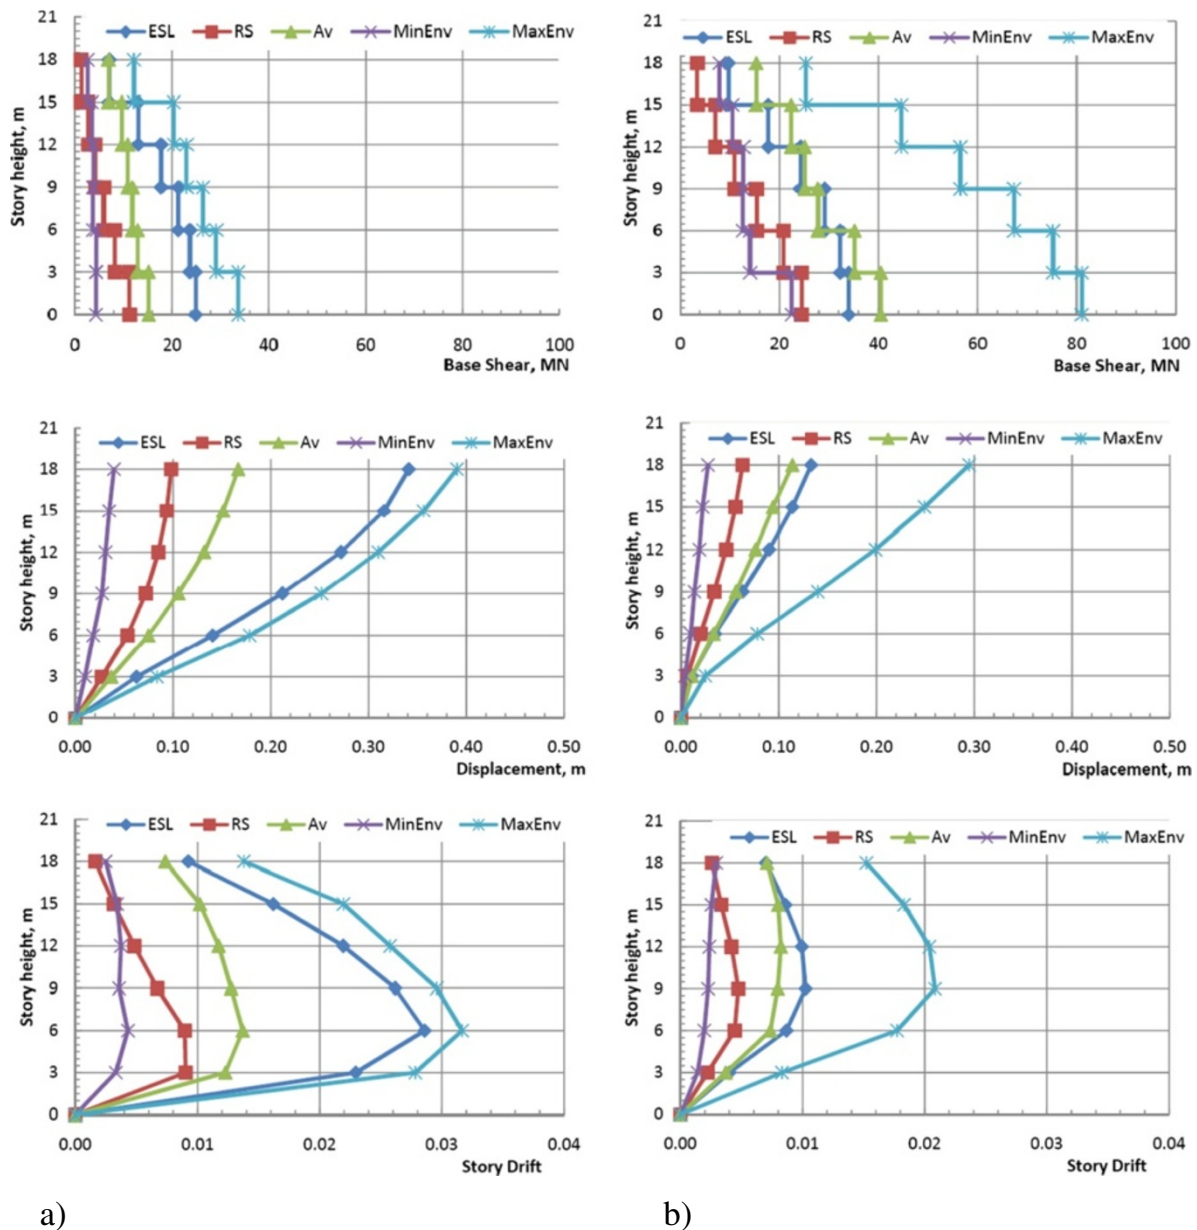 ESL RS Av MinEnv MaxEnv
21
18
15
12
9
6
3
0
Story height, m
0 20 40 60 80 100
Base Shear, MN
ESL RS Av MinEnv MaxEnv
21
18
15
12
9
6
3
0
Story height, m
0 20 40 60 80 100
Base Shear, MN
ESL RS Av MinEnv MaxEnv
21
18
15
12
9
6
3
0
Story height, m
0.00 0.10 0.20 0.30 0.40 0.50
Displacement, m
ESL RS Av MinEnv MaxEnv
21
18
15
12
9
6
3
0
Story height, m
0.00 0.10 0.20 0.30 0.40 0.50
Displacement, m
ESL RS Av MinEnv MaxEnv
21
18
15
12
9
6
3
0
Story height, m
0.00 0.01 0.02 0.03 0.04
Story Drift
ESL RS Av MinEnv MaxEnv
21
18
15
12
9
6
3
0
Story height, m
0.00 0.01 0.02 0.03 0.04
Story Drift
a) b)